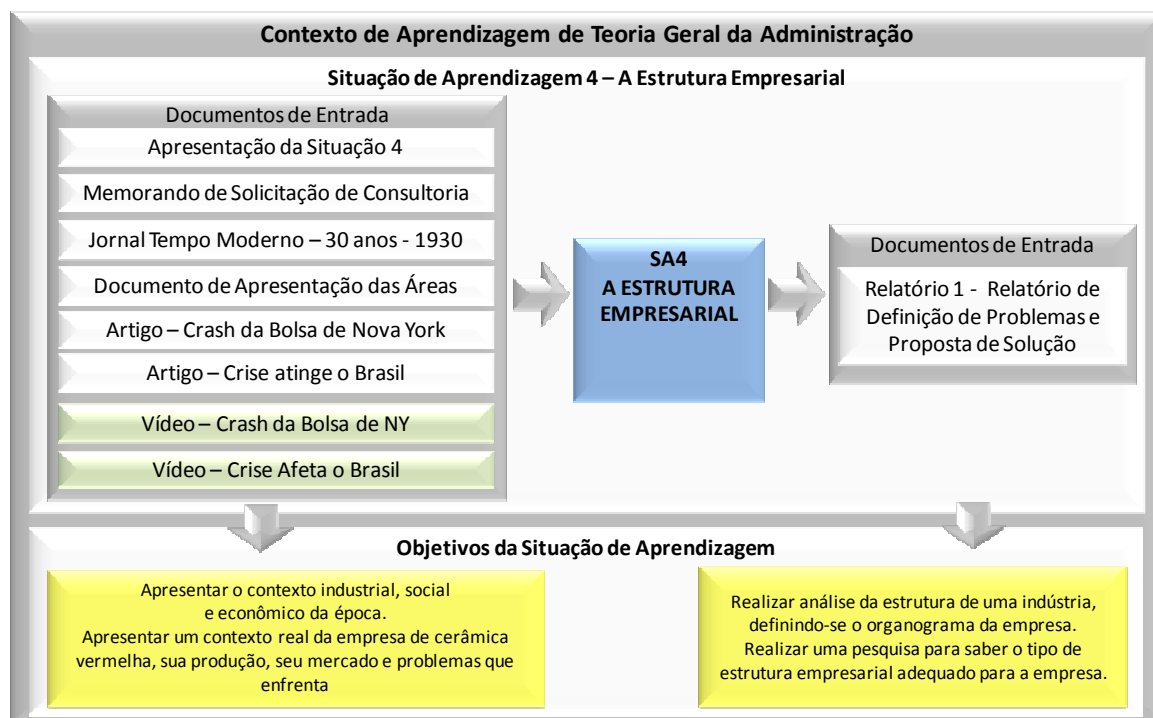 Contexto de Aprendizagem de Teoria Geral da Administração
Situação de Aprendizagem 4 – A Estrutura Empresarial
Documentos de Entrada
Apresentação da Situação 4
Memorando de Solicitação de Consultoria
Jornal Tempo Moderno – 30 anos - 1930
Documento de Apresentação das Áreas
Artigo – Crash da Bolsa de Nova York
Artigo – Crise atinge o Brasil
Vídeo – Crash da Bolsa de NY
Vídeo – Crise Afeta o Brasil
SA4
A ESTRUTURA
EMPRESARIAL
Documentos de Entrada
Relatório 1 - Relatório de
Definição de Problemas e
Proposta de Solução
Objetivos da Situação de Aprendizagem
Apresentar o contexto industrial, social
e econômico da época.
Apresentar um contexto real da empresa de cerâmica
vermelha, sua produção, seu mercado e problemas que
enfrenta
Realizar análise da estrutura de uma indústria,
definindo-se o organograma da empresa.
Realizar uma pesquisa para saber o tipo de
estrutura empresarial adequado para a empresa.